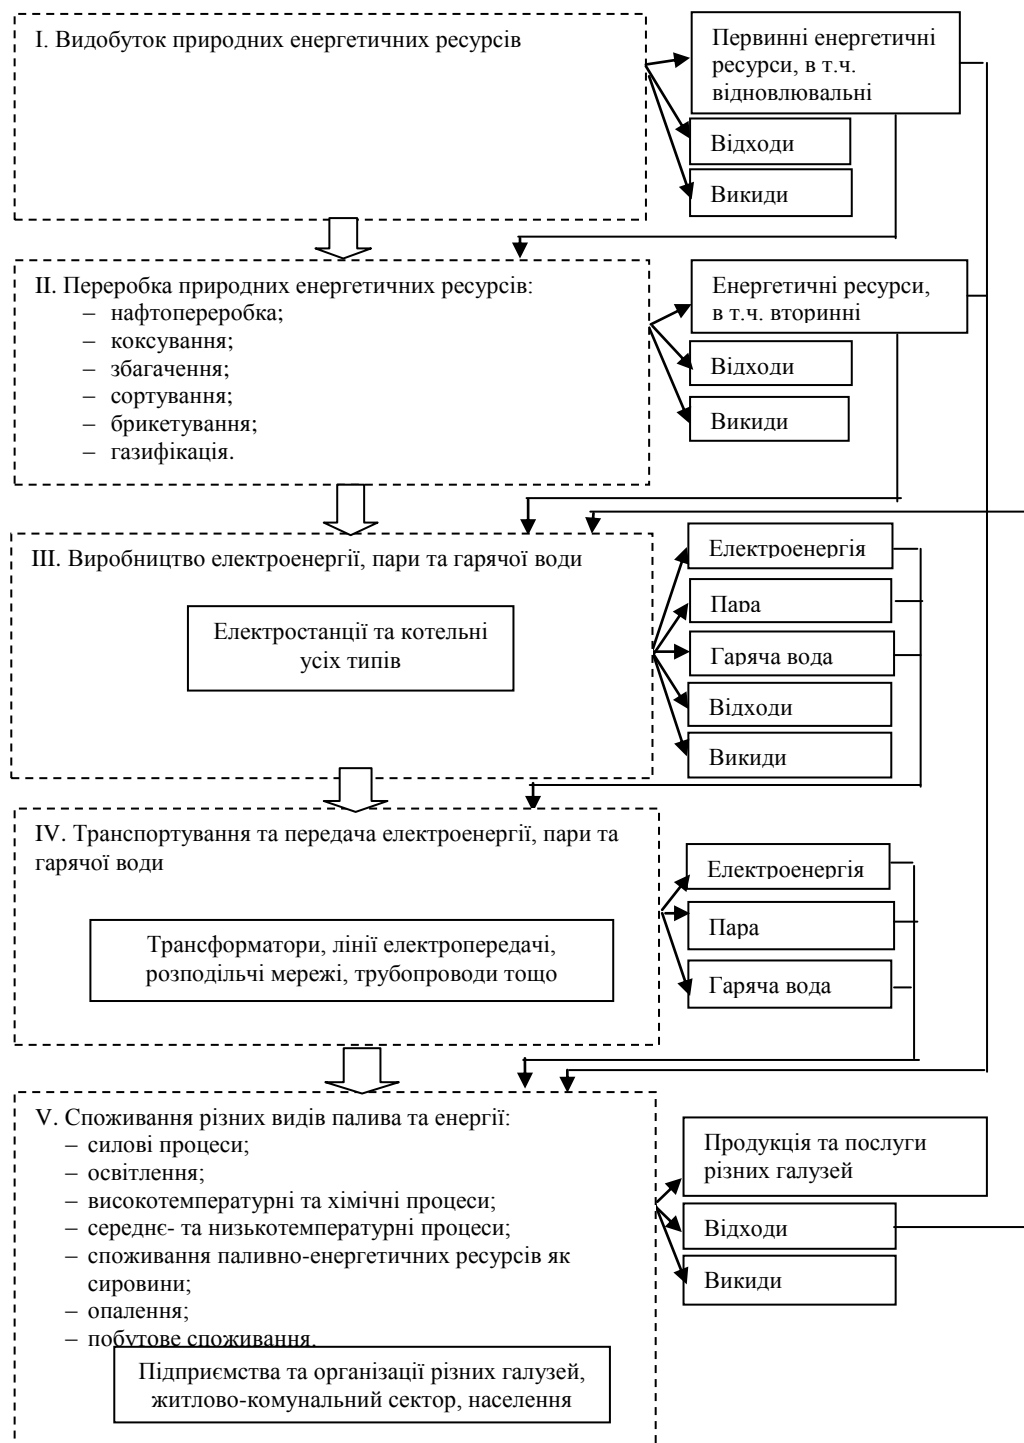 I. Видобуток природних енергетичних ресурсів
Первинні енергетичні
ресурси, в т.ч.
відновлювальні
Відходи
Викиди
II. Переробка природних енергетичних ресурсів:
– нафтопереробка;
– коксування;
– збагачення;
– сортування;
– брикетування;
– газифікація.
Енергетичні ресурси,
в т.ч. вторинні
Відходи
Викиди
III. Виробництво електроенергії, пари та гарячої води
Електростанції та котельні
усіх типів
Електроенергія
Пара
Гаряча вода
Відходи
Викиди
IV. Транспортування та передача електроенергії, пари та
гарячої води
Трансформатори, лінії електропередачі,
розподільчі мережі, трубопроводи тощо
Електроенергія
Пара
Гаряча вода
V. Споживання різних видів палива та енергії:
– силові процеси;
– освітлення;
– високотемпературні та хімічні процеси;
– середнє- та низькотемпературні процеси;
– споживання паливно-енергетичних ресурсів як
сировини;
– опалення;
– побутове споживання.
Підприємства та організації різних галузей,
житлово-комунальний сектор, населення
Продукція та послуги
різних галузей
Відходи
Викиди